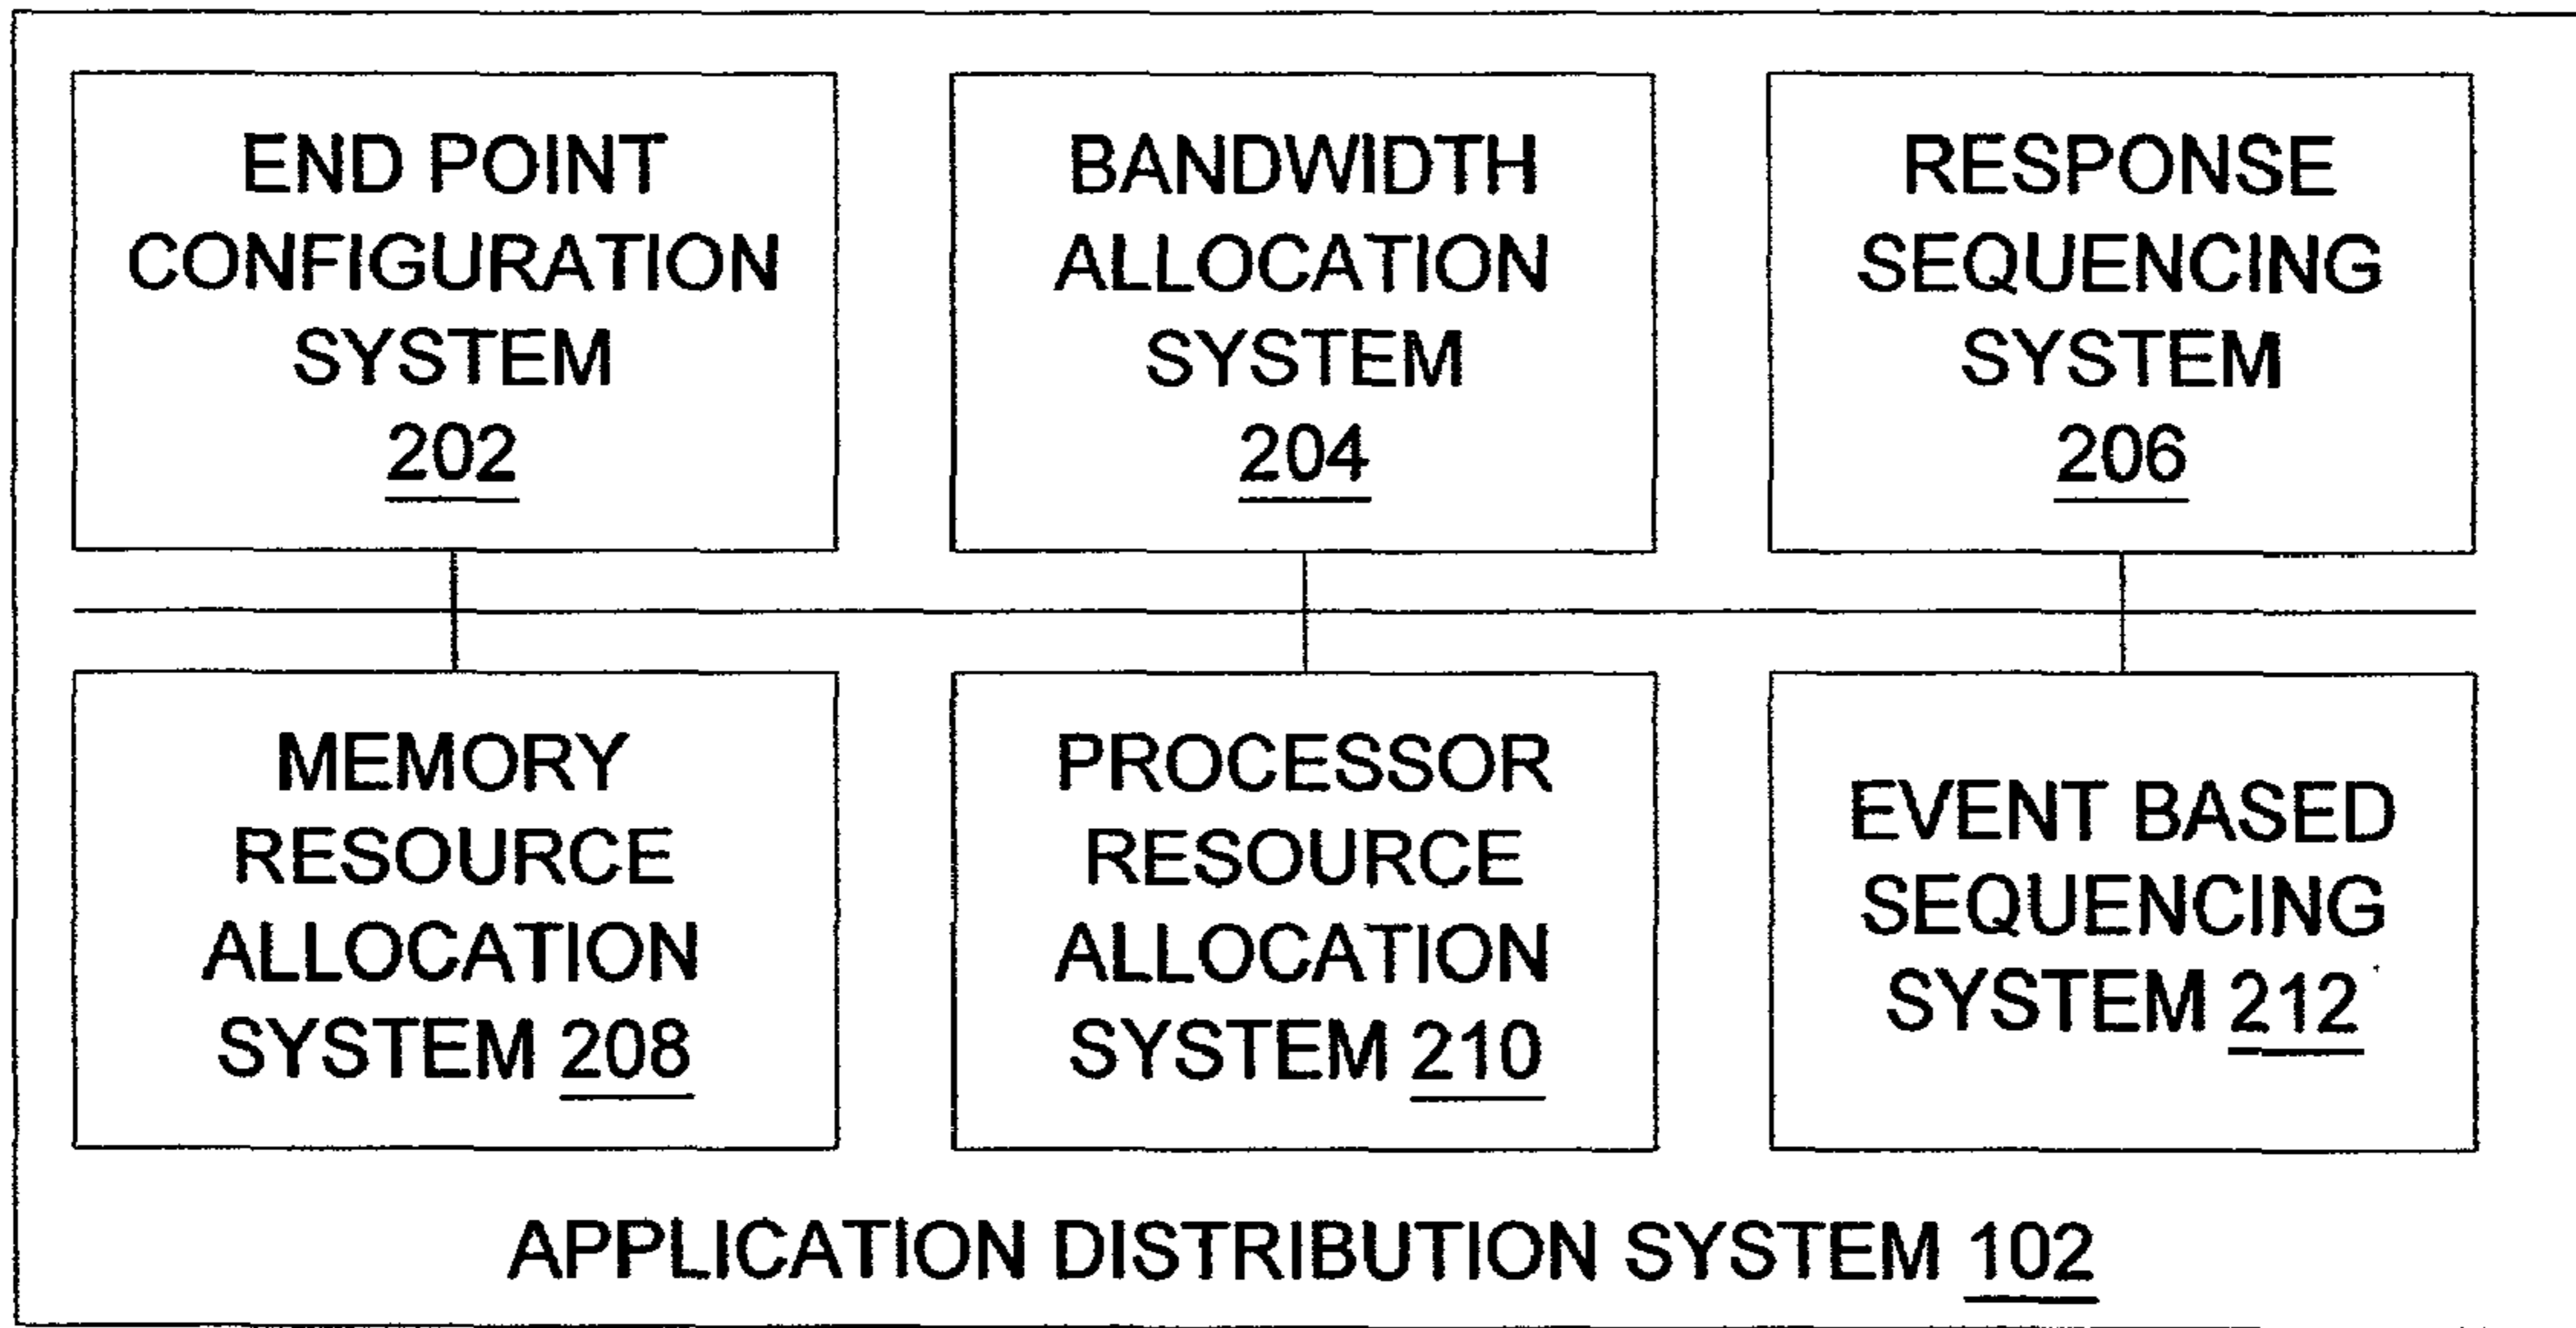 END POINT
CONFIGURATION
SYSTEM
202
BANDWIDTH
ALLOCATION
SYSTEM
204
RESPONSE
SEQUENCING
SYSTEM
206
MEMORY
RESOURCE
ALLOCATION
SYSTEM 208
PROCESSOR
RESOURCE
ALLOCATION
SYSTEM 210
EVENT BASED
SEQUENCING
SYSTEM 212
APPLICATION DISTRIBUTION SYSTEM 102